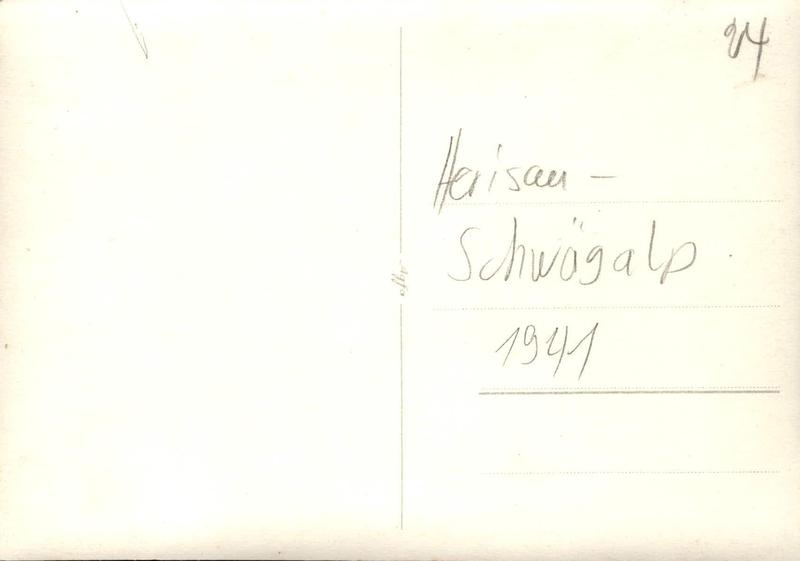 24
Herisau –
Schwägalp
1941